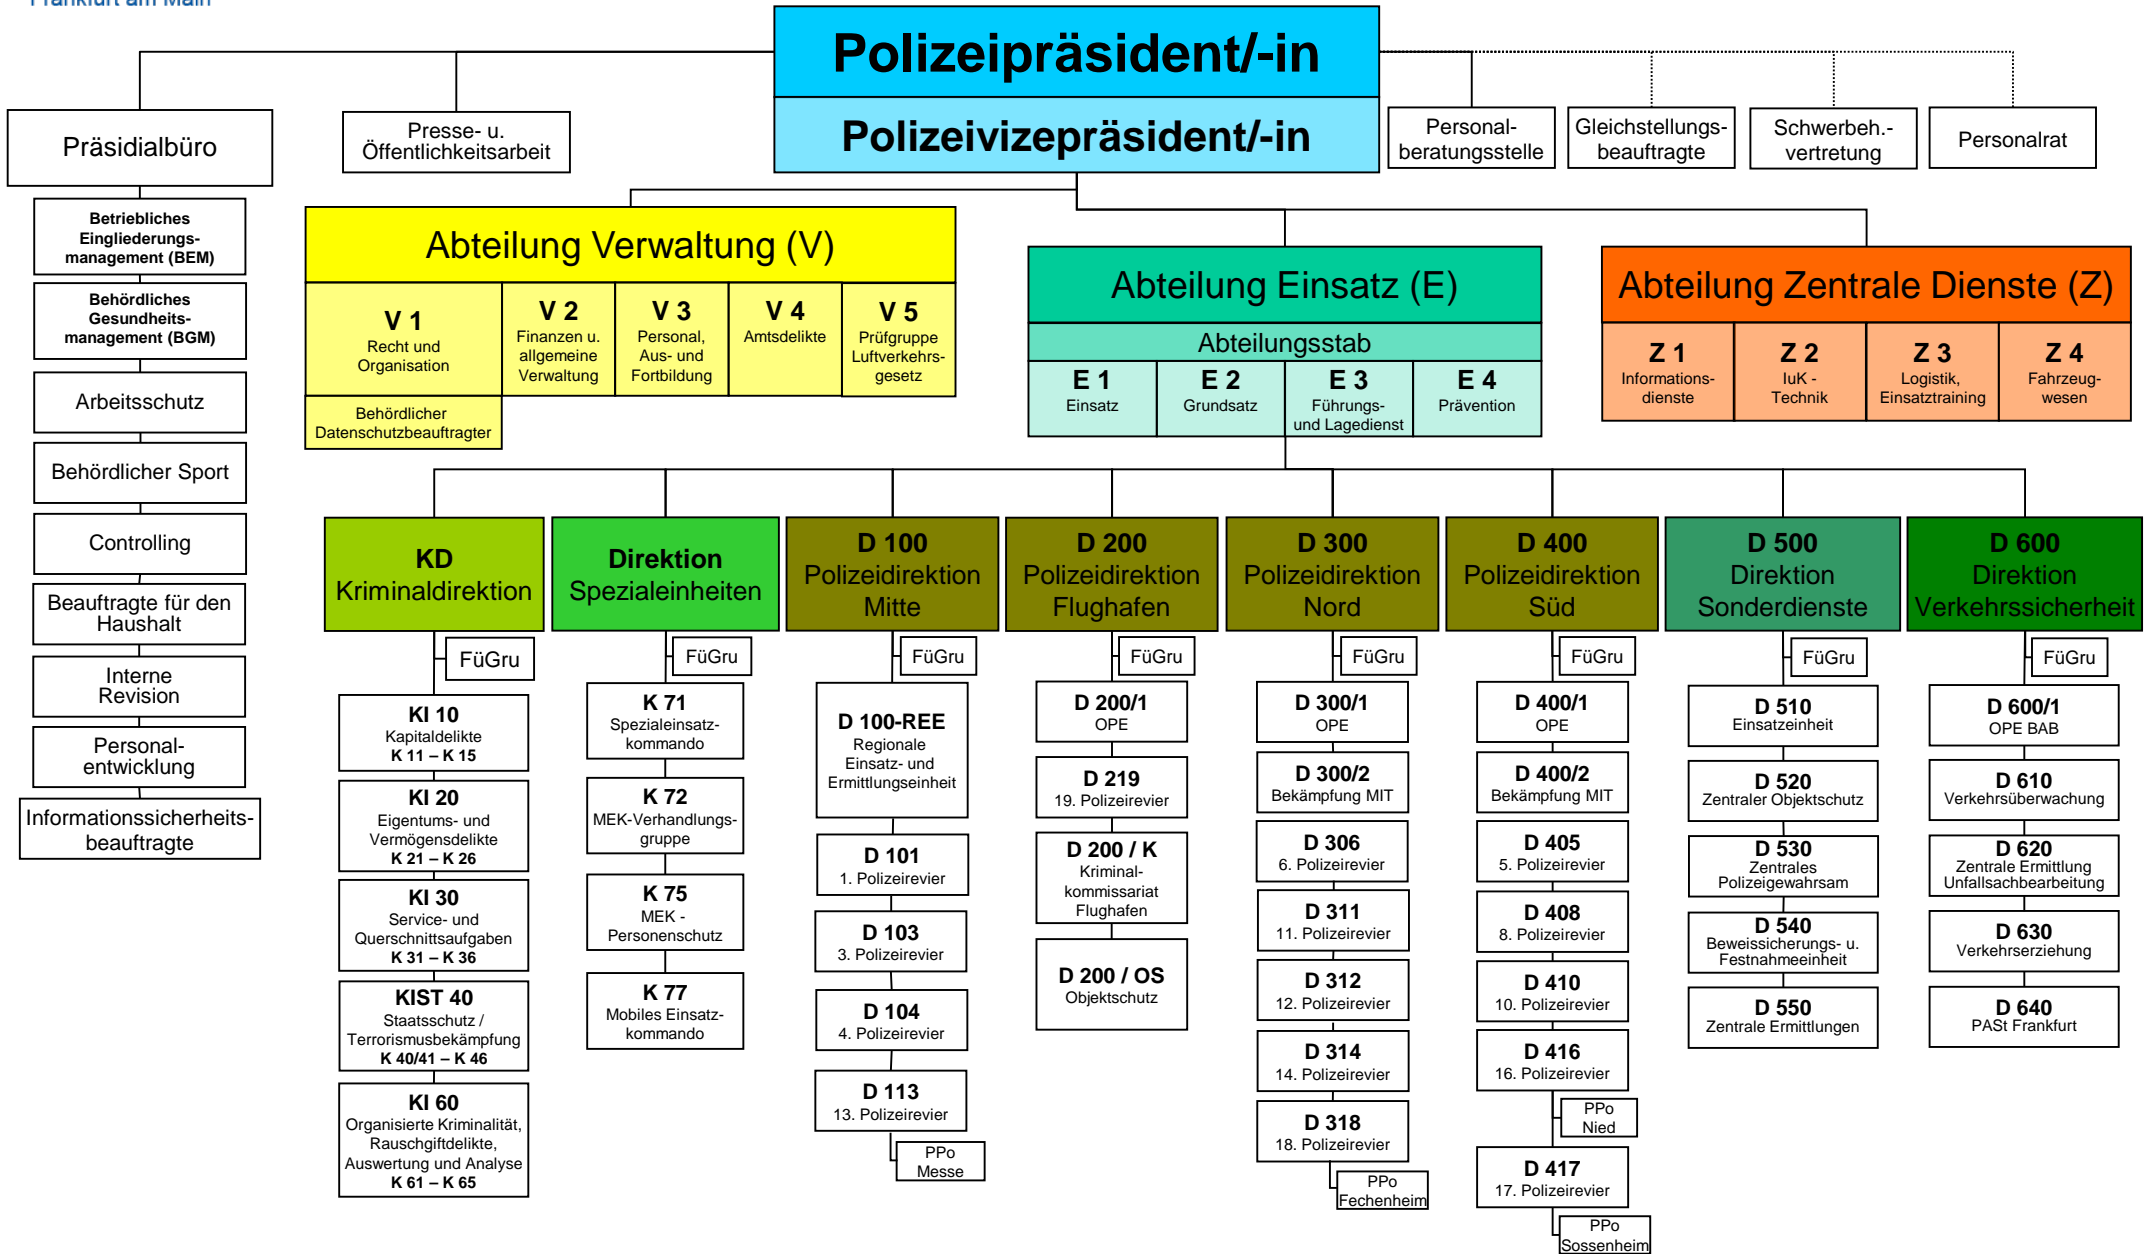 Frankfurt am Main
Polizeipräsident/-in
Polizeivizepräsident/-in
Präsidialbüro
Presse- u.
Öffentlichkeitsarbeit
Personal-
beratungsstelle
Gleichstellungs-
beauftragte
Schwerbeh.-
vertretung
Personalrat
Betriebliches
Eingliederungs-
management (BEM)
Behördliches
Gesundheits-
management (BGM)
Arbeitsschutz
Behördlicher Sport
Controlling
Beauftragte für den
Haushalt
Interne
Revision
Personal-
entwicklung
Informationssicherheits-
beauftragte
Abteilung Verwaltung (V)
V 1
Recht und
Organisation
Behördlicher
Datenschutzbeauftragter
V 2
Finanzen u.
allgemeine
Verwaltung
V 3
Personal,
Aus- und
Fortbildung
V 4
Amtsdelikte
V 5
Prüfgruppe
Luftverkehrs-
gesetz
Abteilung Einsatz (E)
Abteilungsstab
E 1
Einsatz
E 2
Grundsatz
E 3
Führungs-
und Lagedienst
E 4
Prävention
Abteilung Zentrale Dienste (Z)
Z 1
Informations-
dienste
Z 2
IuK -
Technik
Z 3
Logistik,
Einsatztraining
Z 4
Fahrzeug-
wesen
KD
Kriminaldirektion
FüGru
KI 10
Kapitaldelikte
K 11 – K 15
KI 20
Eigentums- und
Vermögensdelikte
K 21 – K 26
KI 30
Service- und
Querschnittsaufgaben
K 31 – K 36
KIST 40
Staatsschutz /
Terrorismusbekämpfung
K 40/41 – K 46
KI 60
Organisierte Kriminalität,
Rauschgiftdelikte,
Auswertung und Analyse
K 61 – K 65
Direktion
Spezialeinheiten
FüGru
K 71
Spezialeinsatz-
kommando
K 72
MEK-Verhandlungs-
gruppe
K 75
MEK -
Personenschutz
K 77
Mobiles Einsatz-
kommando
D 100
Polizeidirektion
Mitte
FüGru
D 100-REE
Regionale
Einsatz- und
Ermittlungseinheit
D 101
1. Polizeirevier
D 103
3. Polizeirevier
D 104
4. Polizeirevier
D 113
13. Polizeirevier
PPo
Messe
D 200
Polizeidirektion
Flughafen
FüGru
D 200/1
OPE
D 219
19. Polizeirevier
D 200 / K
Kriminal-
kommissariat
Flughafen
D 200 / OS
Objektschutz
D 300
Polizeidirektion
Nord
FüGru
D 300/1
OPE
D 300/2
Bekämpfung MIT
D 306
6. Polizeirevier
D 311
11. Polizeirevier
D 312
12. Polizeirevier
D 314
14. Polizeirevier
D 318
18. Polizeirevier
PPo
Fechenheim
D 400
Polizeidirektion
Süd
FüGru
D 400/1
OPE
D 400/2
Bekämpfung MIT
D 405
5. Polizeirevier
D 408
8. Polizeirevier
D 410
10. Polizeirevier
D 416
16. Polizeirevier
PPo
Nied
D 417
17. Polizeirevier
PPo
Sossenheim
D 500
Direktion
Sonderdienste
FüGru
D 510
Einsatzeinheit
D 520
Zentraler Objektschutz
D 530
Zentrales
Polizeigewahrsam
D 540
Beweissicherungs- u.
Festnahmeeinheit
D 550
Zentrale Ermittlungen
D 600
Direktion
Verkehrssicherheit
FüGru
D 600/1
OPE BAB
D 610
Verkehrsüberwachung
D 620
Zentrale Ermittlung
Unfallsachbearbeitung
D 630
Verkehrserziehung
D 640
PASt Frankfurt